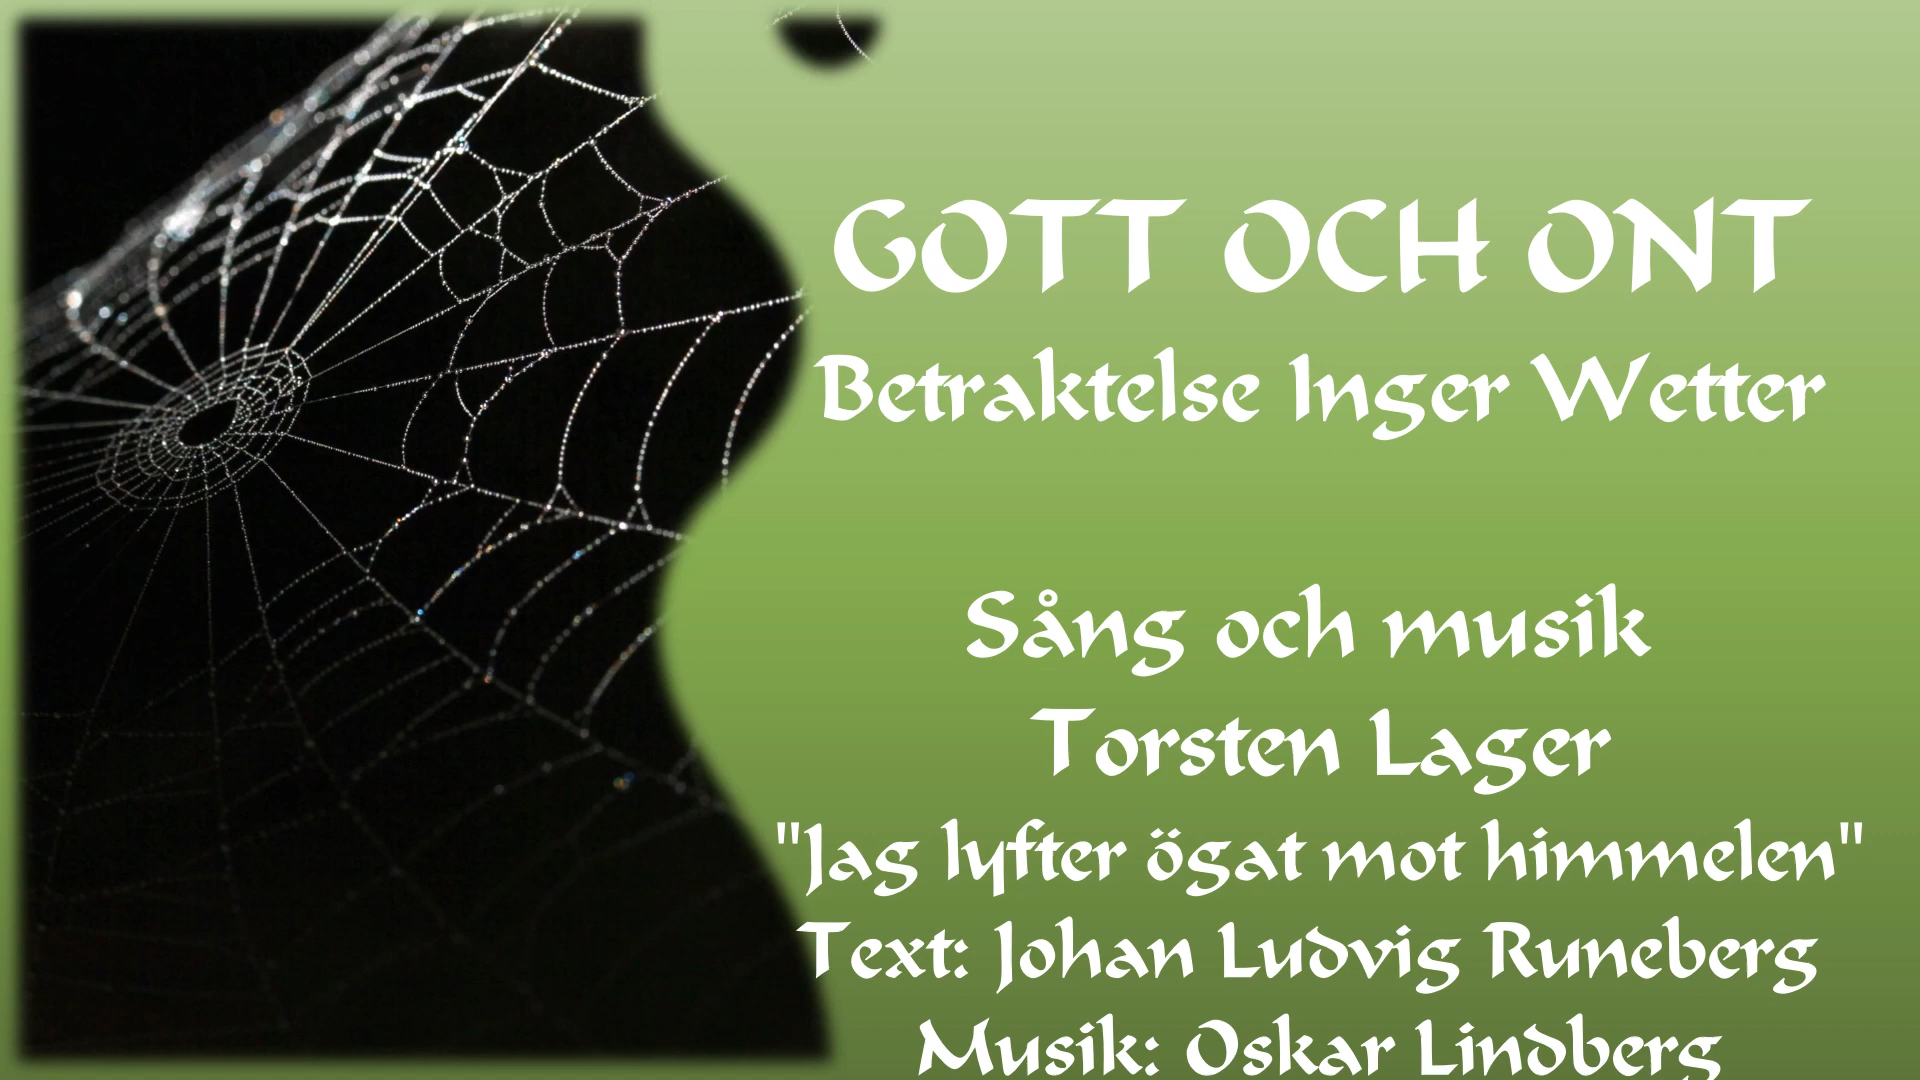 GOTT OCH ONT
Betraktelse Inger Wetter
Sång och musik
Torsten Lager
"Jag lyfter ögat mot himmelen"
Text: Johan Ludvig Runeberg
Musik: Oskar Lindberg